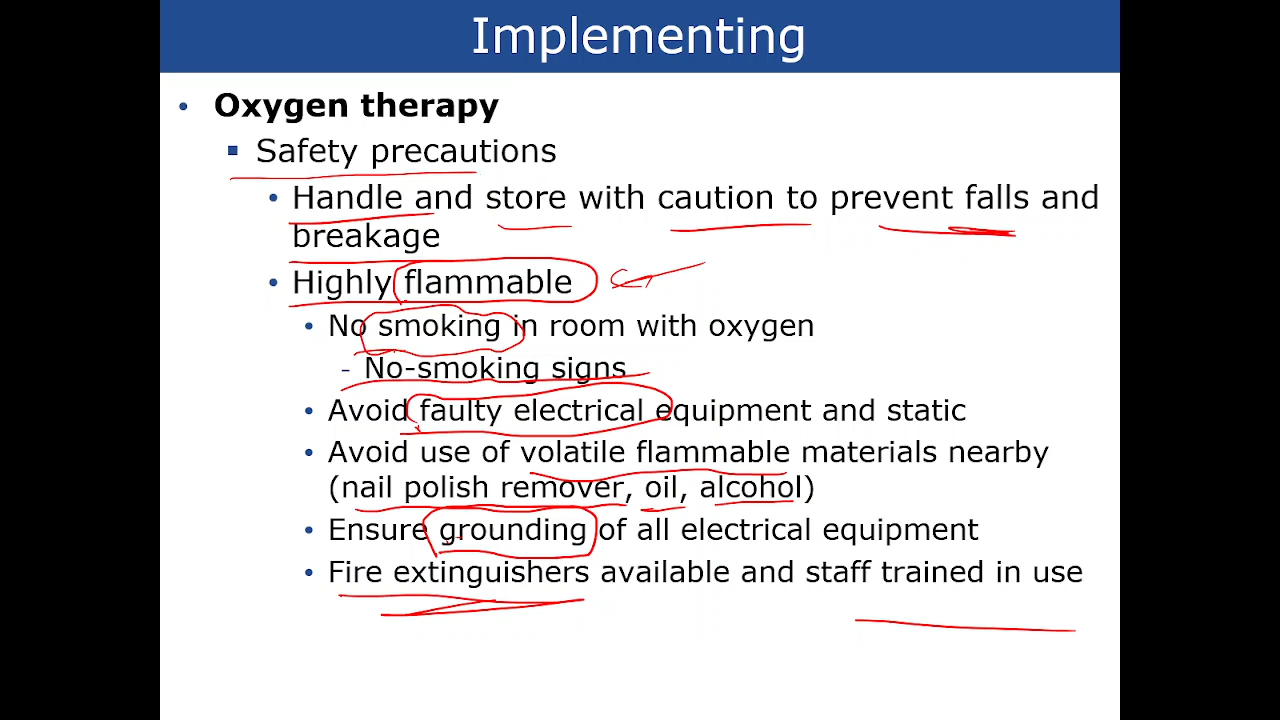 Implementing
• Oxygen therapy
▪ Safety precautions
• Handle and store with caution to prevent falls and
breakage
• Highly flammable
• No smoking in room with oxygen
- No-smoking signs
• Avoid faulty electrical equipment and static
• Avoid use of volatile flammable materials nearby
(nail polish remover, oil, alcohol)
• Ensure grounding of all electrical equipment
• Fire extinguishers available and staff trained in use